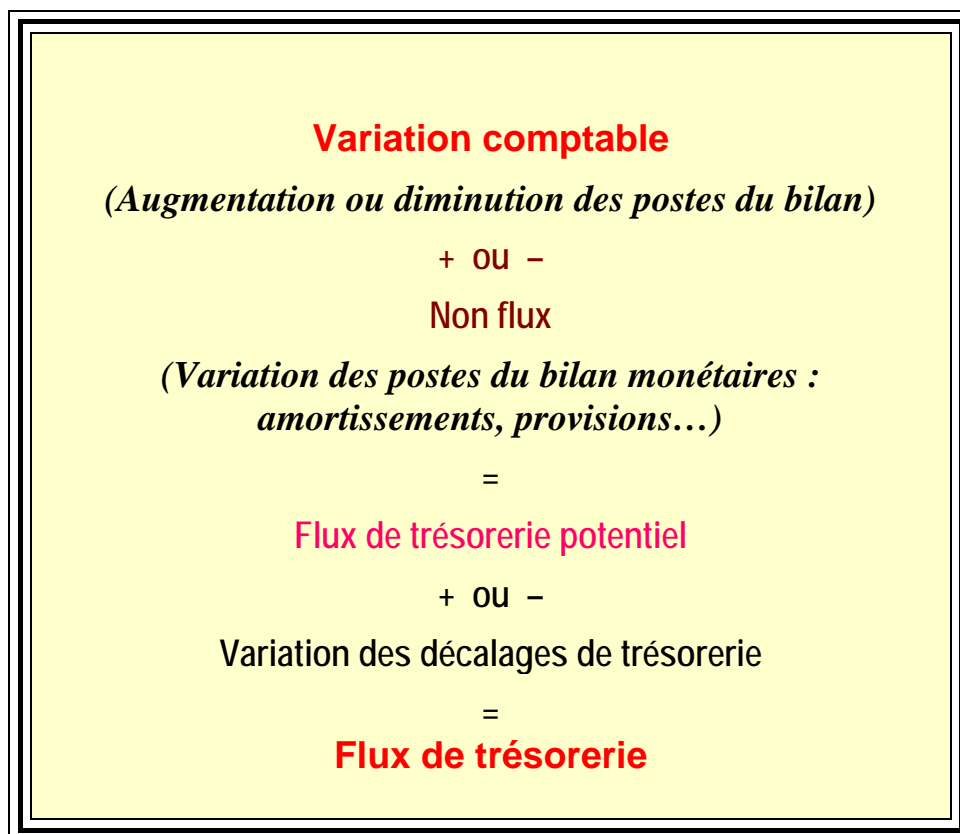 Variation comptable
(Augmentation ou diminution des postes du bilan)
+ ou –
Non flux
(Variation des postes du bilan monétaires :
amortissements, provisions…)
=
Flux de trésorerie potentiel
+ ou –
Variation des décalages de trésorerie
=
Flux de trésorerie